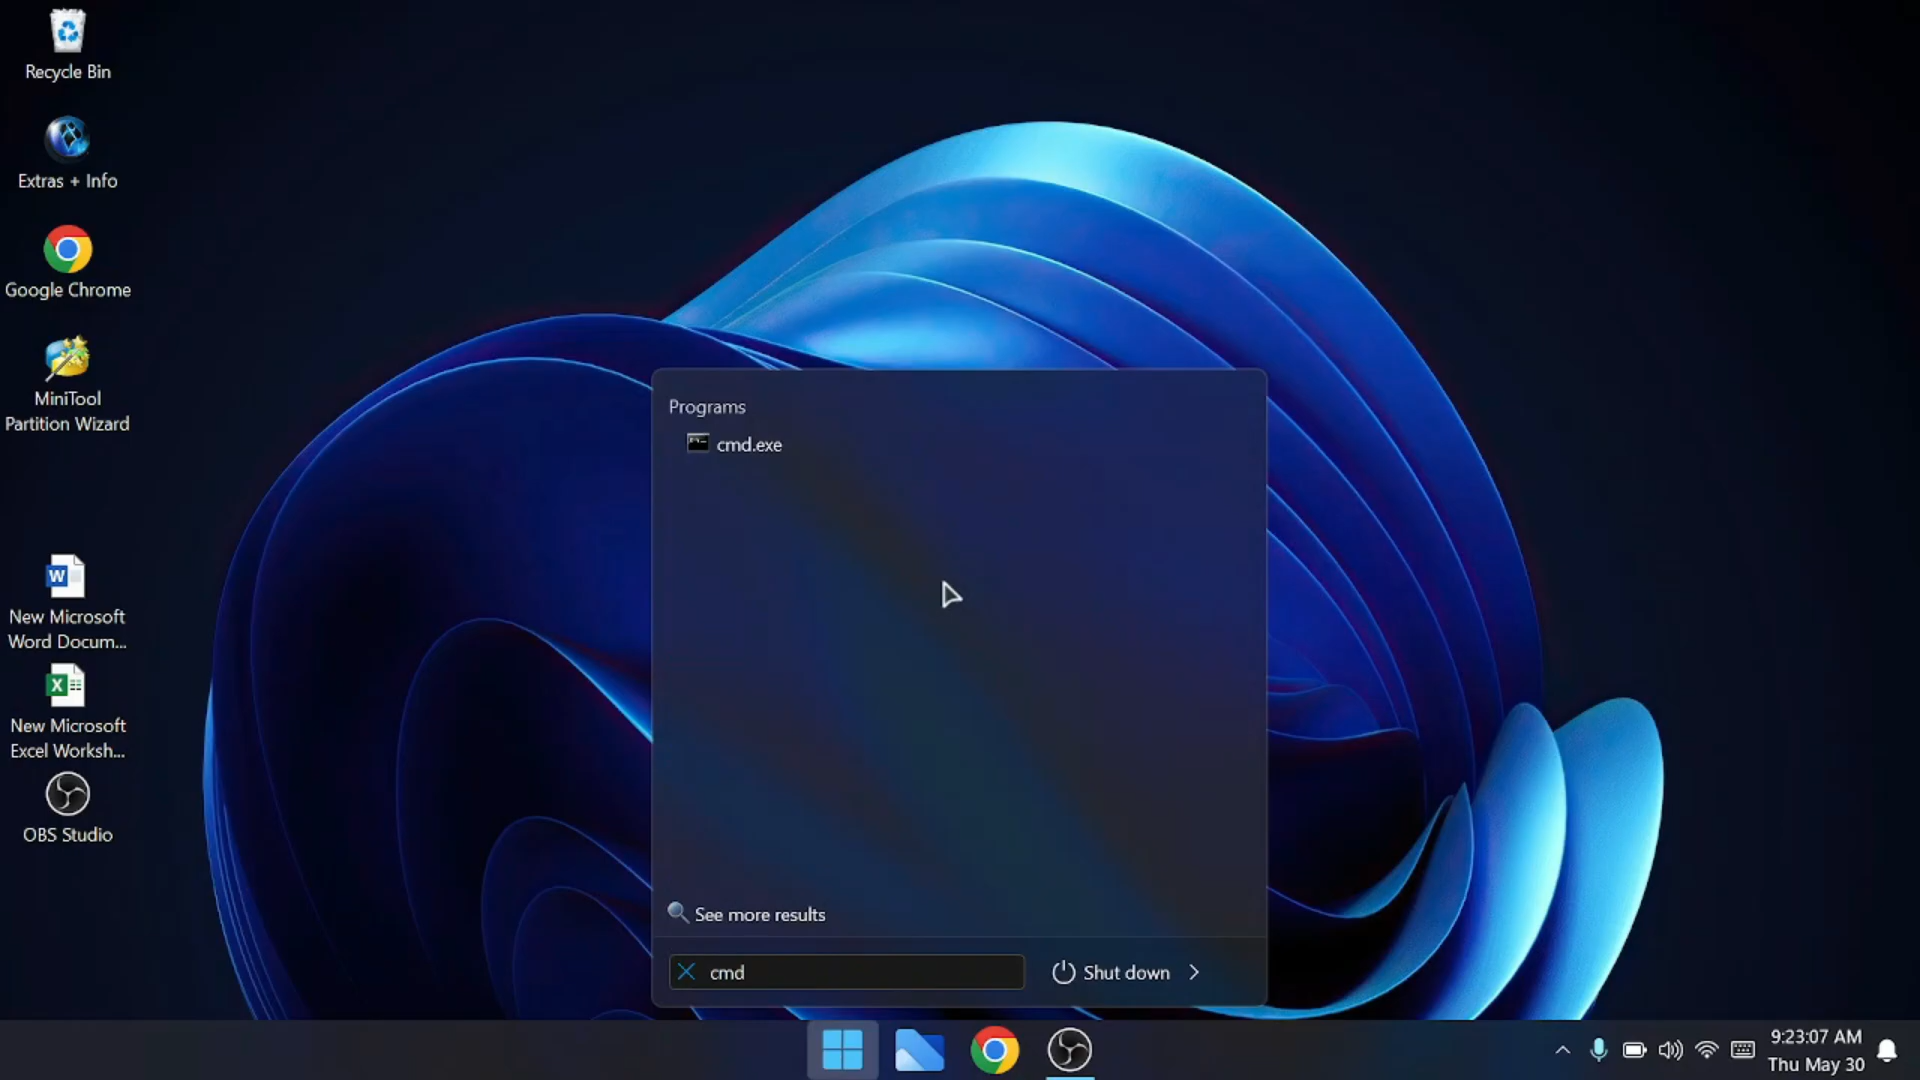 Recycle Bin
Extras + Info
Google Chrome
MiniTool
Partition Wizard
New Microsoft
Word Docum...
New Microsoft
Excel Worksh...
OBS Studio
Programs
cmd.exe
See more results
cmd
Shut down
9:23:07 AM
Thu May 30